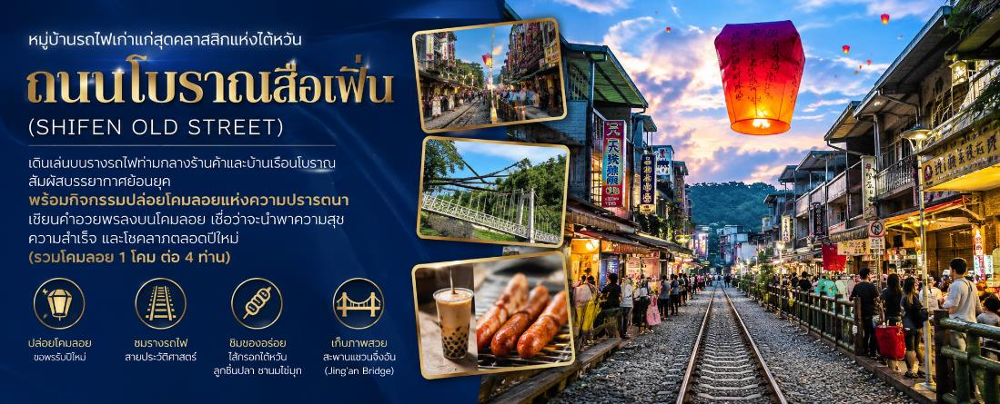 หมู่บ้านรถไฟเก่าแก่สุดคลาสสิกแห่งไต้หวัน
ถนนโบราณสือเฟิ่น
(SHIFEN OLD STREET)
เดินเล่นบนรางรถไฟท่ามกลางร้านค้าและบ้านเรือนโบราณ
สัมผัสบรรยากาศย้อนยุค
พร้อมกิจกรรมปล่อยโคมลอยแห่งความปรารถนา
เขียนคำอวยพรลงบนโคมลอย เชื่อว่าจะนำพาความสุข
ความสำเร็จ และโชคลาภตลอดปีใหม่
(รวมโคมลอย 1 โคม ต่อ 4 ท่าน)
ปล่อยโคมลอย
ขอพรรับปีใหม่
ชมรางรถไฟ
สายประวัติศาสตร์
ชิมของอร่อย
ไส้กรอกไต้หวัน
ลูกชิ้นปลา ชานมไข่มุก
เก็บภาพสวย
สะพานแขวนจิ้งอัน
(Jing'an Bridge)